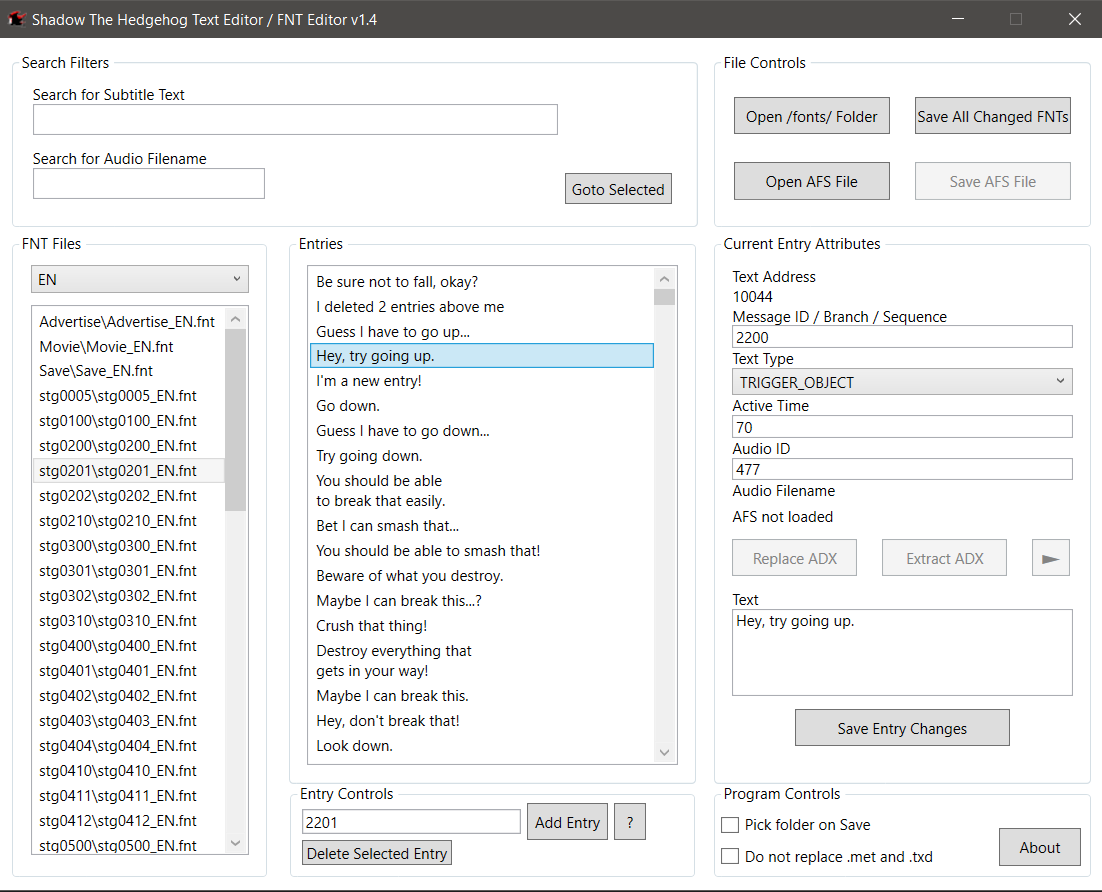 Shadow The Hedgehog Text Editor / FNT Editor v1.4
Search Filters
Search for Subtitle Text
Search for Audio Filename
Goto Selected
File Controls
Open /fonts/ Folder
Save All Changed FNTs
Open AFS File
Save AFS File
FNT Files
EN
Advertise\Advertise_EN.fnt
Movie\Movie_EN.fnt
Save\Save_EN.fnt
stg0005\stg0005_EN.fnt
stg0100\stg0100_EN.fnt
stg0200\stg0200_EN.fnt
stg0201\stg0201_EN.fnt
stg0202\stg0202_EN.fnt
stg0210\stg0210_EN.fnt
stg0300\stg0300_EN.fnt
stg0301\stg0301_EN.fnt
stg0302\stg0302_EN.fnt
stg0310\stg0310_EN.fnt
stg0400\stg0400_EN.fnt
stg0401\stg0401_EN.fnt
stg0402\stg0402_EN.fnt
stg0403\stg0403_EN.fnt
stg0404\stg0404_EN.fnt
stg0410\stg0410_EN.fnt
stg0411\stg0411_EN.fnt
stg0412\stg0412_EN.fnt
stg0500\stg0500_EN.fnt
Entries
Be sure not to fall, okay?
I deleted 2 entries above me
Guess I have to go up...
Hey, try going up.
I'm a new entry!
Go down.
Guess I have to go down...
Try going down.
You should be able
to break that easily.
Bet I can smash that...
You should be able to smash that!
Beware of what you destroy.
Maybe I can break this...?
Crush that thing!
Destroy everything that
gets in your way!
Maybe I can break this.
Hey, don't break that!
Look down.
Entry Controls
2201
Add Entry
?
Delete Selected Entry
Current Entry Attributes
Text Address
10044
Message ID / Branch / Sequence
2200
Text Type
TRIGGER_OBJECT
Active Time
70
Audio ID
477
Audio Filename
AFS not loaded
Replace ADX
Extract ADX
Text
Hey, try going up.
Save Entry Changes
Program Controls
Pick folder on Save
Do not replace .met and .txd
About